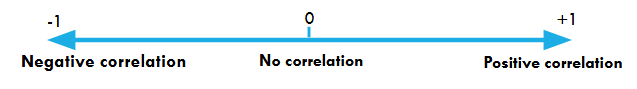 -1 0 +1
Negative correlation No correlation Positive correlation